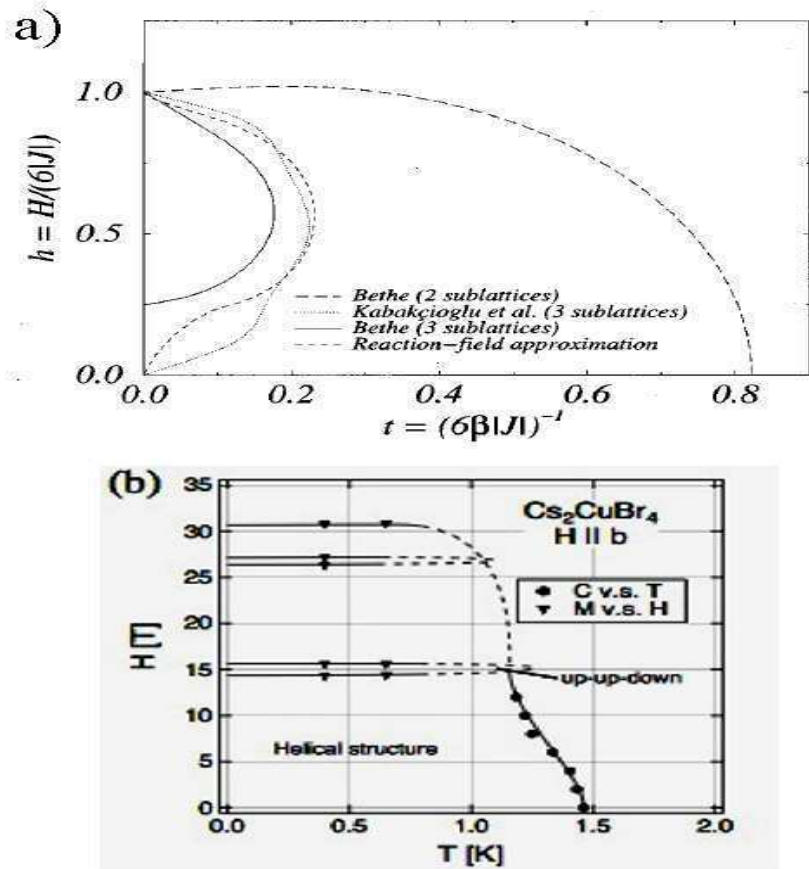 a)
1.0
0.5
0.0
h = H/(6|J|)
Bethe (2 sublattices)
Kabakçioglu et al. (3 sublattices)
Bethe (3 sublattices)
Reaction-field approximation
0.0 0.2 0.4 0.6 0.8
t = (6β|J|)⁻¹
(b)
35
30
25
20
15
10
5
0
H [T]
Cs₂CuBr₄
H || b
C v.s. T
M v.s. H
up-up-down
Helical structure
0.0 0.5 1.0 1.5 2.0
T [K]